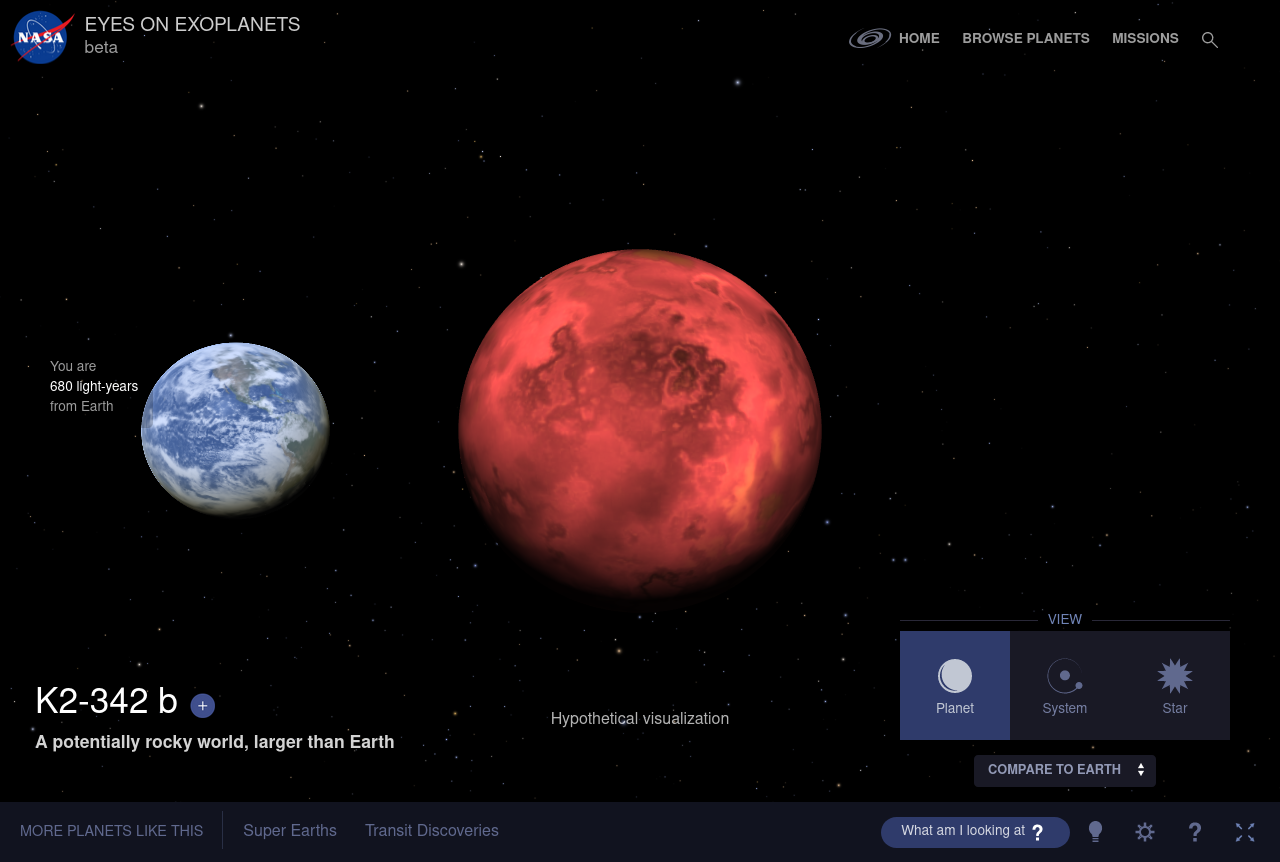 NASA
EYES ON EXOPLANETS
beta
HOME
BROWSE PLANETS
MISSIONS
You are
680 light-years
from Earth
VIEW
Planet
System
Star
K2-342 b +
A potentially rocky world, larger than Earth
Hypothetical visualization
COMPARE TO EARTH
MORE PLANETS LIKE THIS
Super Earths
Transit Discoveries
What am I looking at ?
?